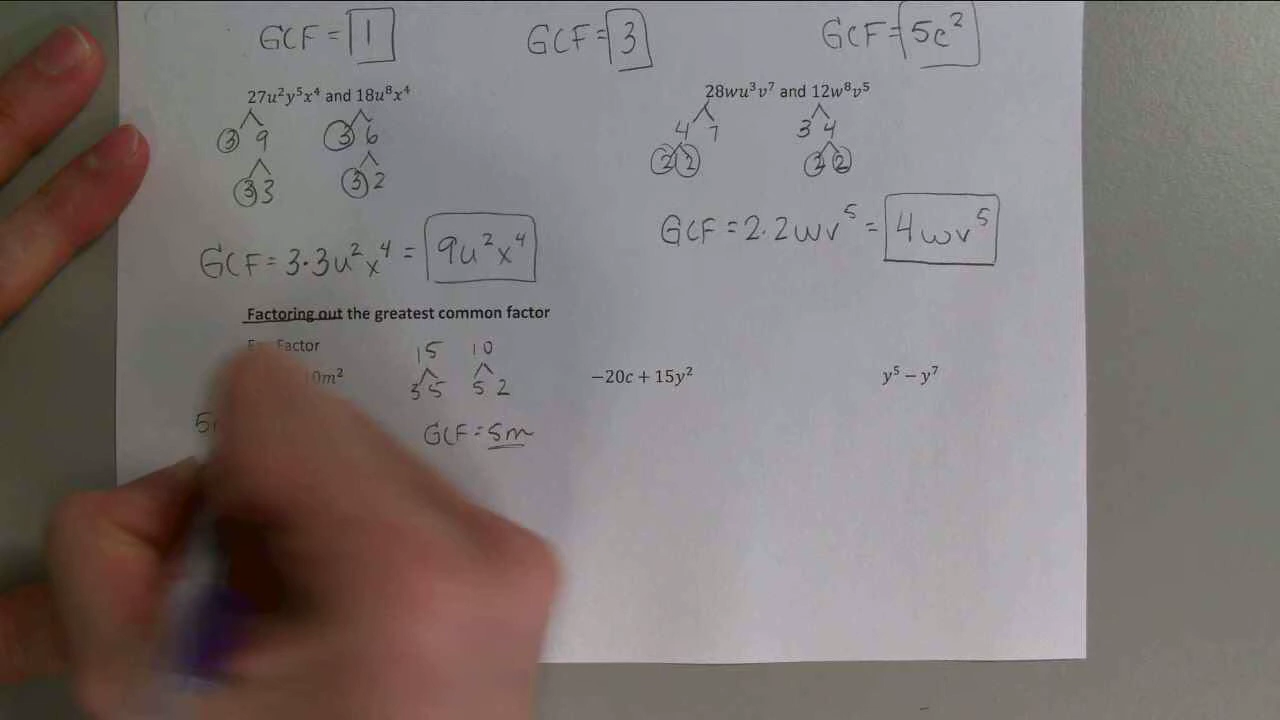 GCF = 1 GCF = 3 GCF = 5c²
27u²y⁵x⁴ and 18u⁸x⁴ 28wu³v⁷ and 12w⁸v⁵
3 9 3 6 4 7 3 4
3 3 3 2 2 2 2 2
GCF = 3·3u²x⁴ = 9u²x⁴ GCF = 2·2wv⁵ = 4wv⁵
Factoring out the greatest common factor
Factor 15 10
m² 3 5 5 2 −20c + 15y² y⁵ − y⁷
GCF = 5m